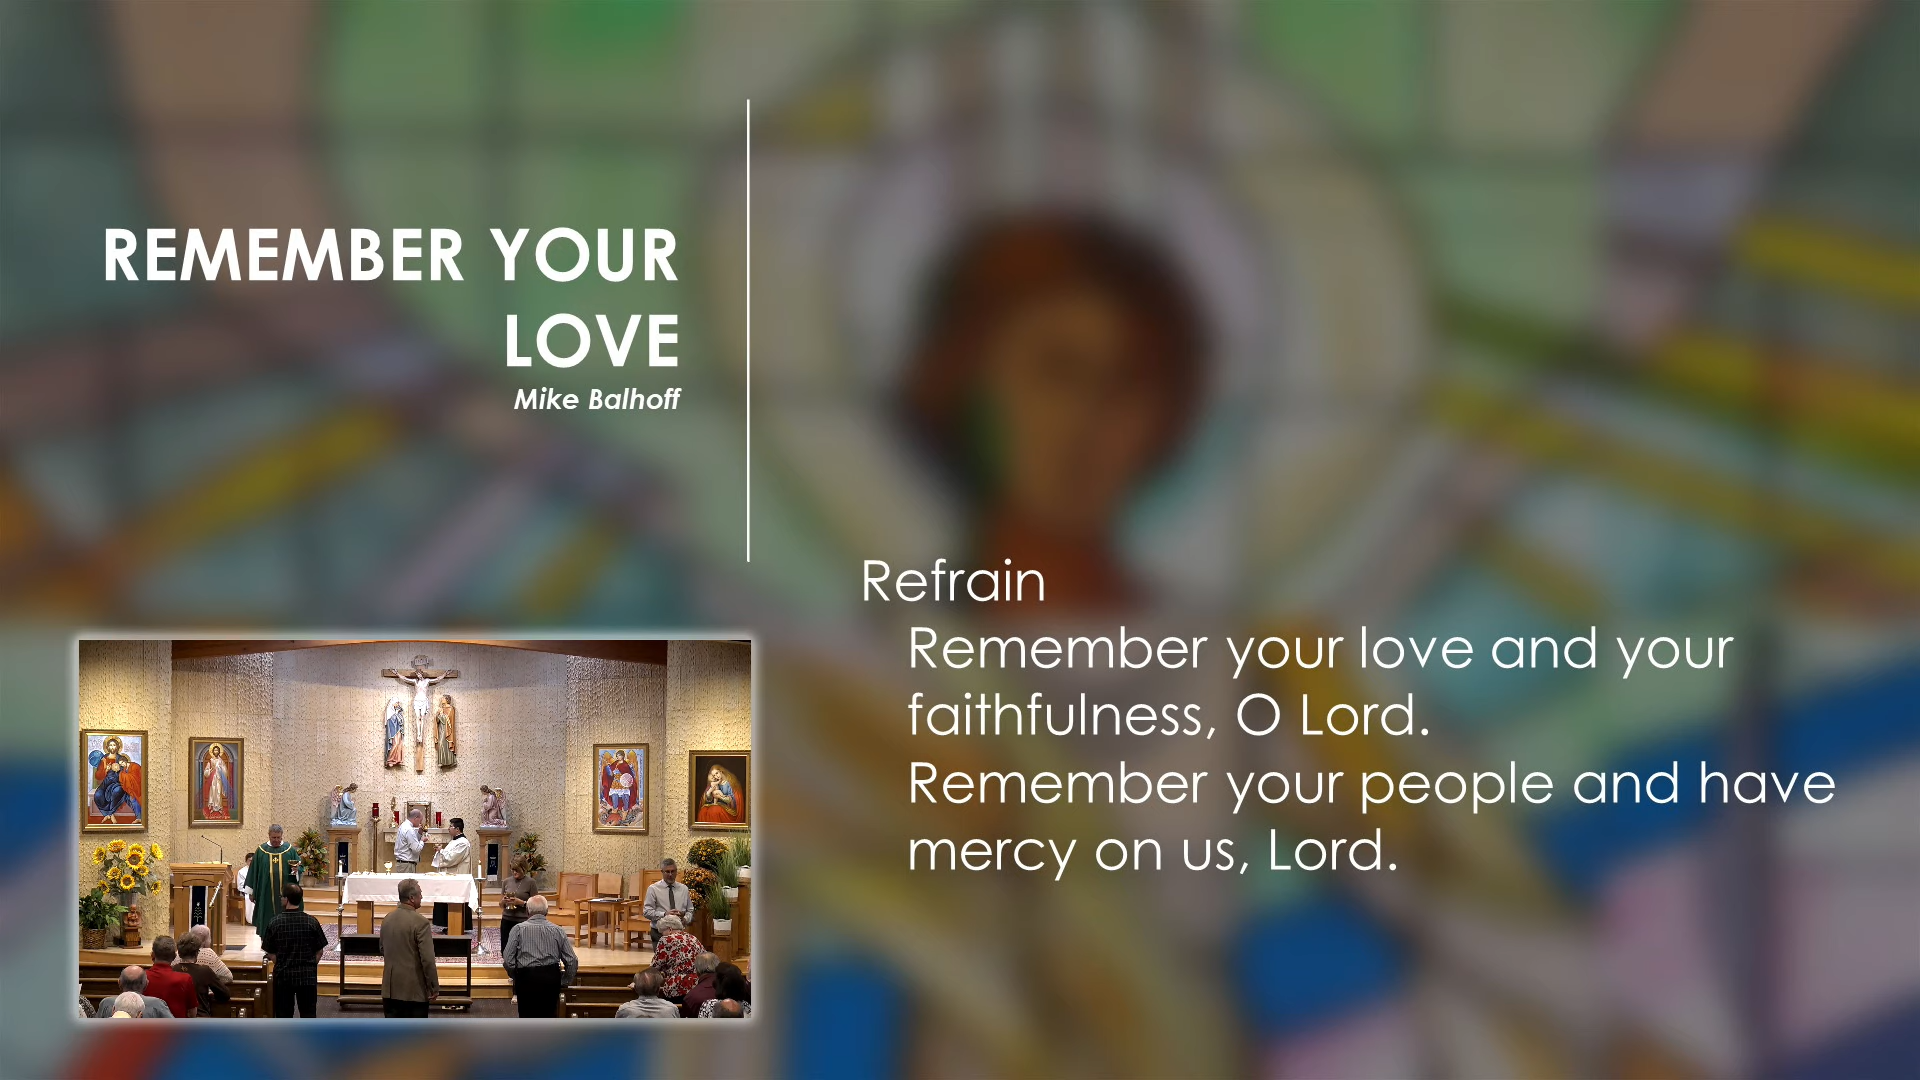 REMEMBER YOUR
LOVE
Mike Balhoff
Refrain
Remember your love and your
faithfulness, O Lord.
Remember your people and have
mercy on us, Lord.